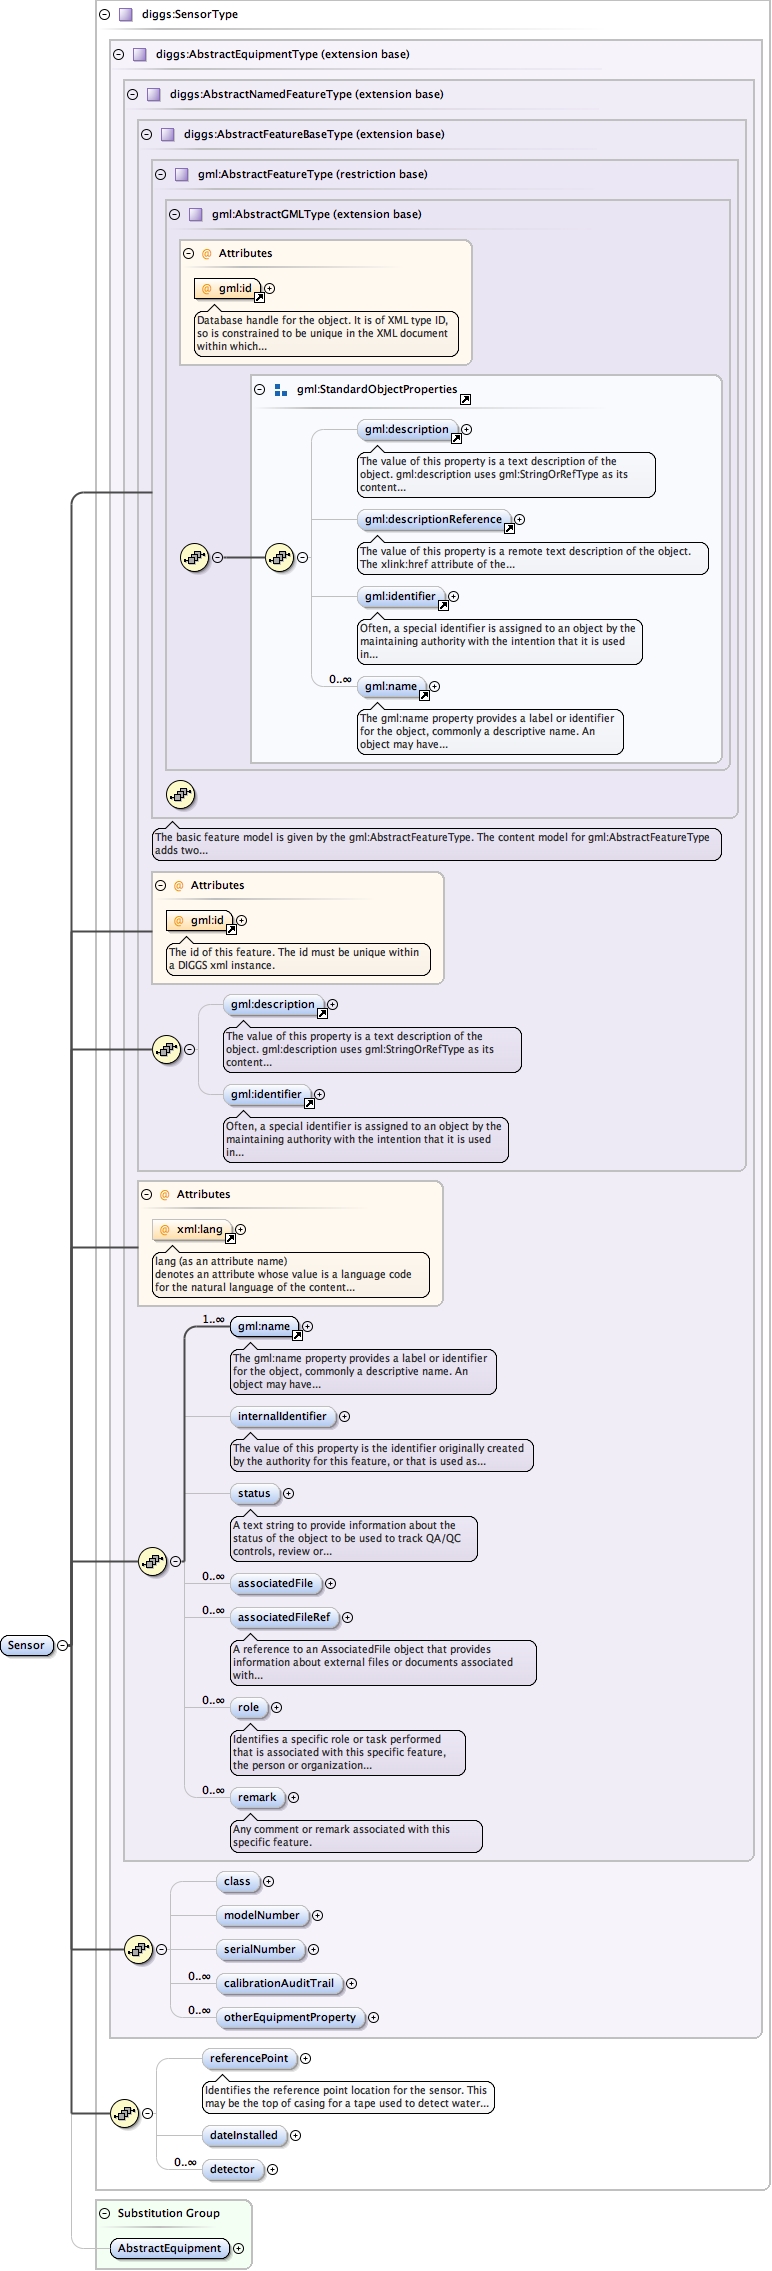 diggs:SensorType
diggs:AbstractEquipmentType (extension base)
diggs:AbstractNamedFeatureType (extension base)
diggs:AbstractFeatureBaseType (extension base)
gml:AbstractFeatureType (restriction base)
gml:AbstractGMLType (extension base)
@ Attributes
@ gml:id
Database handle for the object. It is of XML type ID,
so is constrained to be unique in the XML document
within which...
gml:StandardObjectProperties
gml:description
The value of this property is a text description of the
object. gml:description uses gml:StringOrRefType as its
content...
gml:descriptionReference
The value of this property is a remote text description of the object.
The xlink:href attribute of the...
gml:identifier
Often, a special identifier is assigned to an object by the
maintaining authority with the intention that it is used
in...
0..∞
gml:name
The gml:name property provides a label or identifier
for the object, commonly a descriptive name. An
object may have...
The basic feature model is given by the gml:AbstractFeatureType. The content model for gml:AbstractFeatureType
adds two...
@ Attributes
@ gml:id
The id of this feature. The id must be unique within
a DIGGS xml instance.
gml:description
The value of this property is a text description of the
object. gml:description uses gml:StringOrRefType as its
content...
gml:identifier
Often, a special identifier is assigned to an object by the
maintaining authority with the intention that it is used
in...
@ Attributes
@ xml:lang
lang (as an attribute name)
denotes an attribute whose value is a language code
for the natural language of the content...
1..∞
gml:name
The gml:name property provides a label or identifier
for the object, commonly a descriptive name. An
object may have...
internalIdentifier
The value of this property is the identifier originally created
by the authority for this feature, or that is used as...
status
A text string to provide information about the
status of the object to be used to track QA/QC
controls, review or...
0..∞
associatedFile
0..∞
associatedFileRef
A reference to an AssociatedFile object that provides
information about external files or documents associated
with...
Sensor
0..∞
role
Identifies a specific role or task performed
that is associated with this specific feature,
the person or organization...
0..∞
remark
Any comment or remark associated with this
specific feature.
class
modelNumber
serialNumber
0..∞
calibrationAuditTrail
0..∞
otherEquipmentProperty
referencePoint
Identifies the reference point location for the sensor. This
may be the top of casing for a tape used to detect water...
dateInstalled
0..∞
detector
Substitution Group
AbstractEquipment